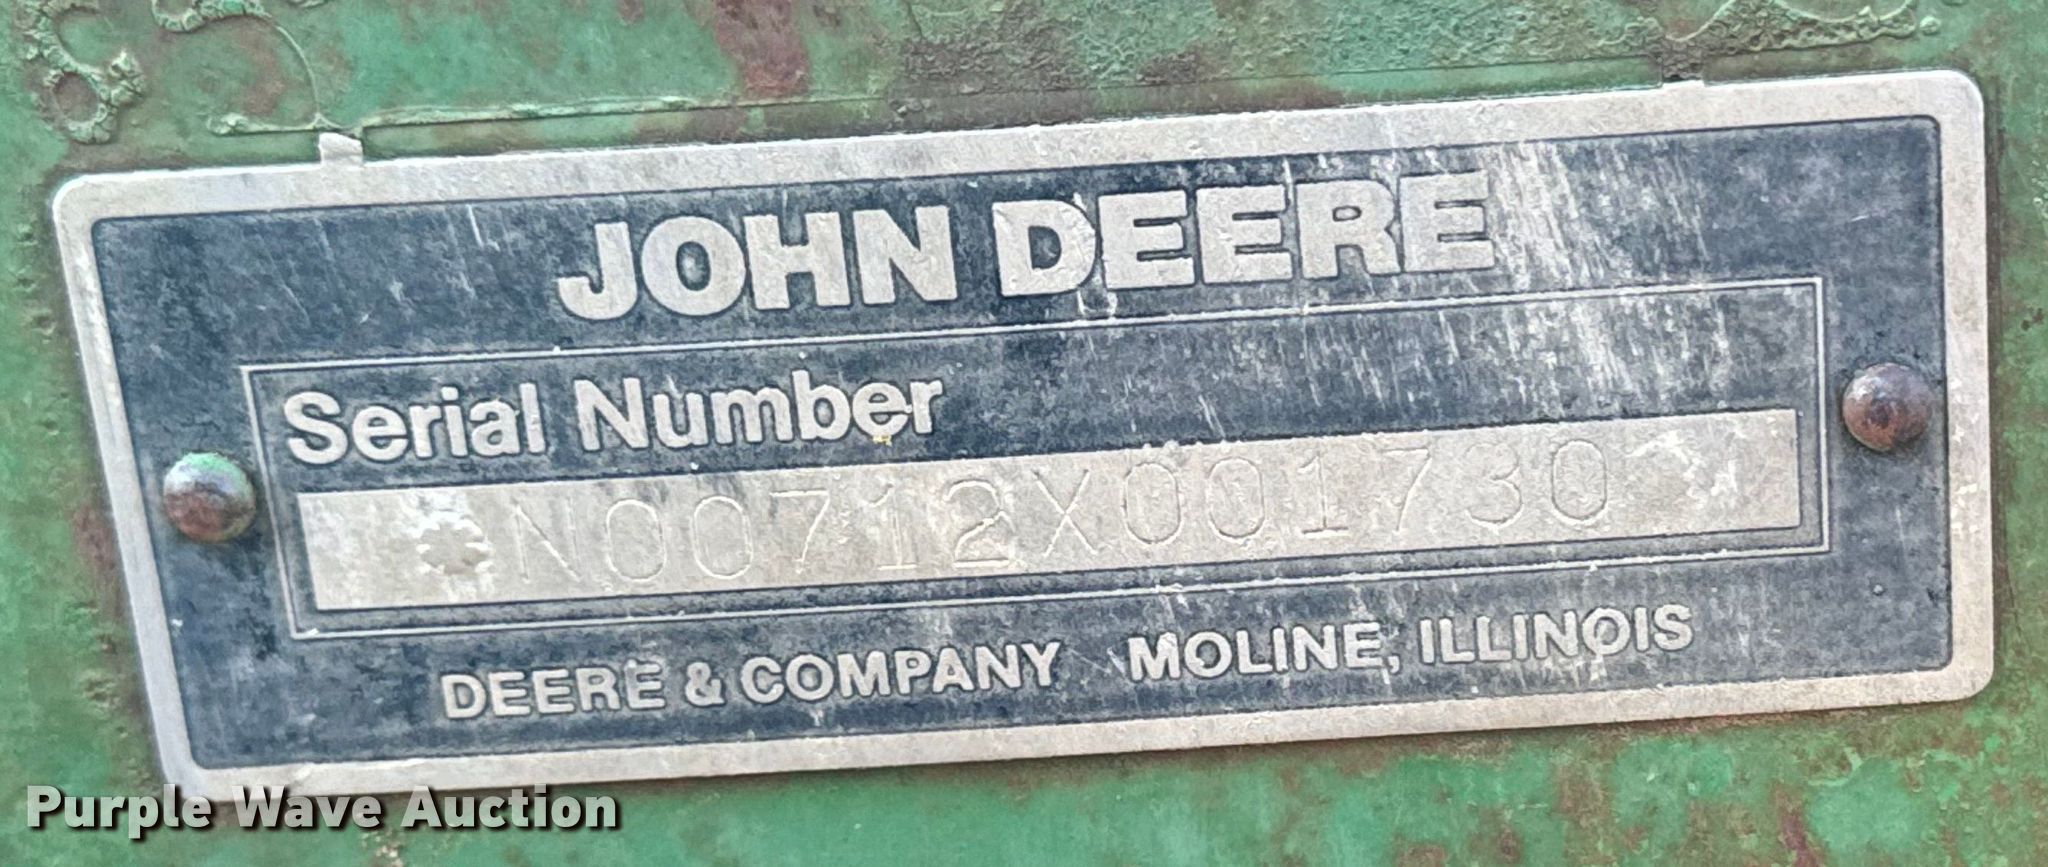 JOHN DEERE
Serial Number
*N00712X001730*
DEERE & COMPANY MOLINE, ILLINOIS
Purple Wave Auction